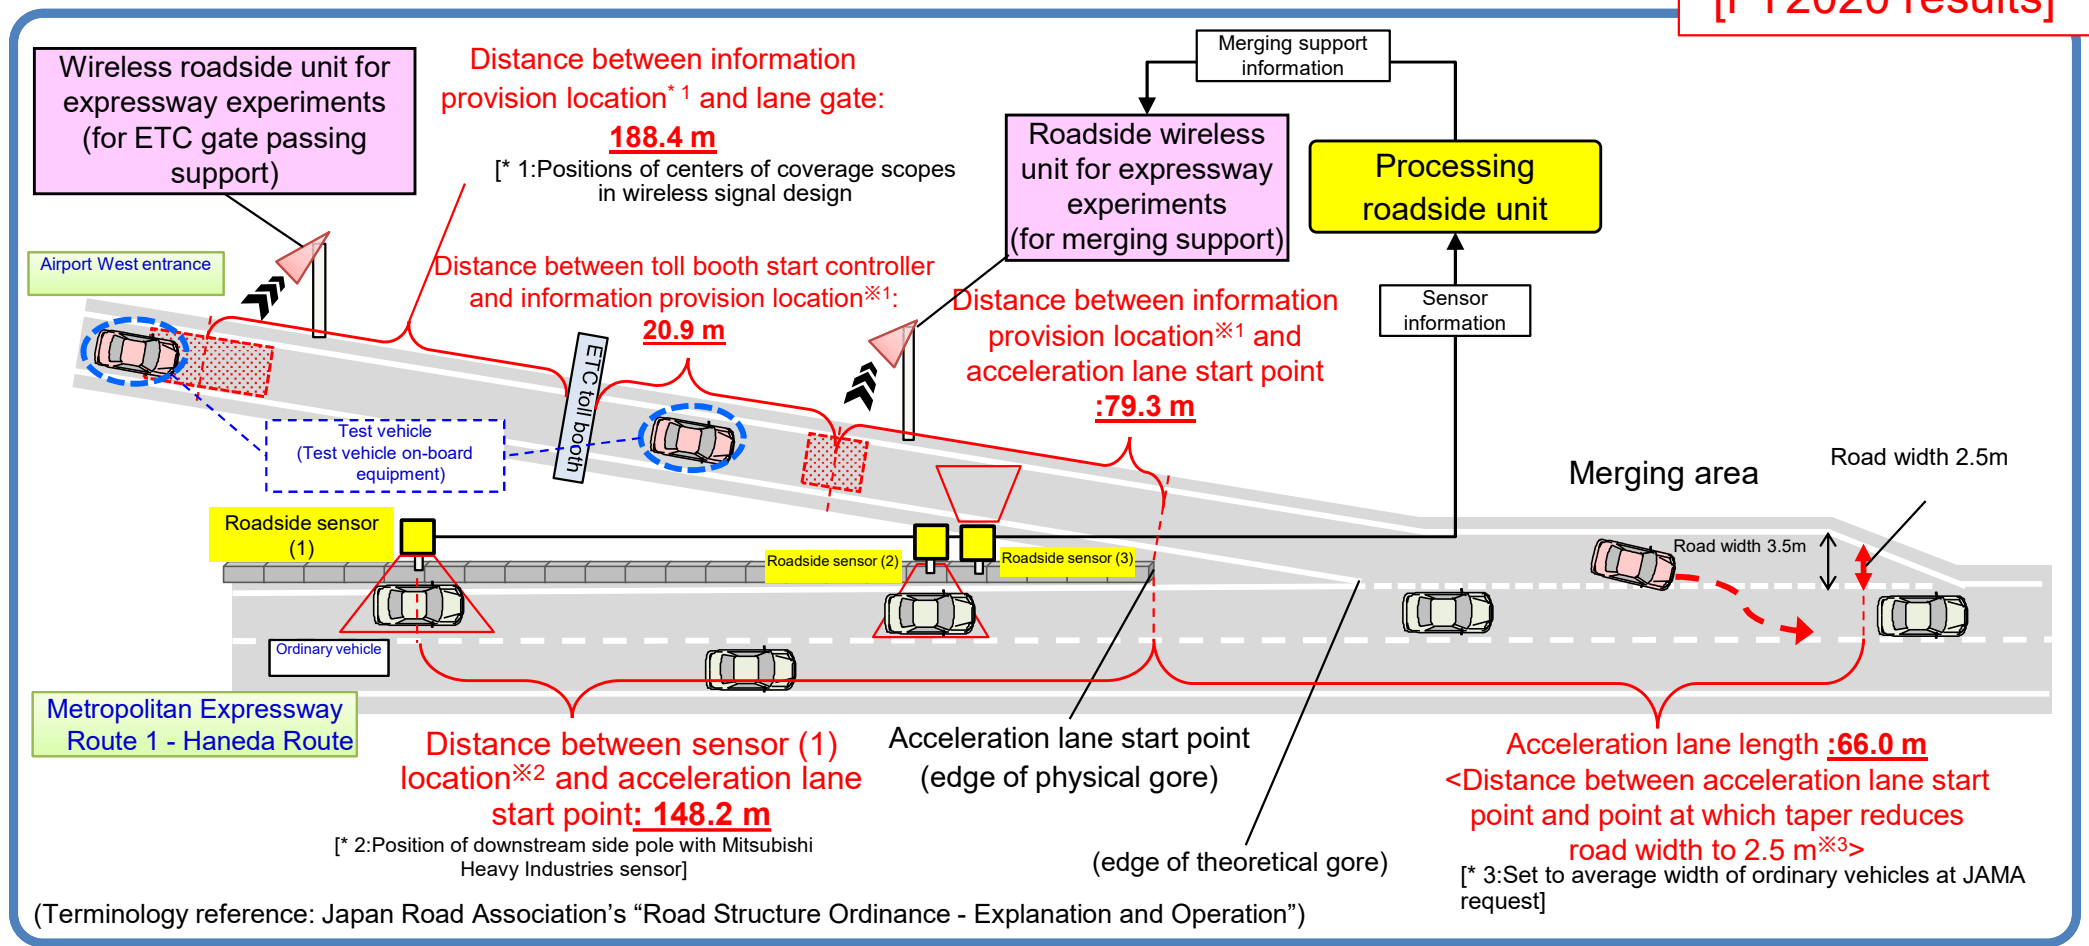 [FY2020 results]
Wireless roadside unit for
expressway experiments
(for ETC gate passing
support)
Distance between information
provision location* 1 and lane gate:
188.4 m
[* 1:Positions of centers of coverage scopes
in wireless signal design
Merging support
information
Roadside wireless
unit for expressway
experiments
(for merging support)
Processing
roadside unit
Sensor
information
Airport West entrance
Distance between toll booth start controller
and information provision location※1:
20.9 m
Distance between information
provision location※1 and
acceleration lane start point
:79.3 m
ETC toll booth
Test vehicle
(Test vehicle on-board
equipment)
Merging area
Road width 2.5m
Road width 3.5m
Roadside sensor
(1)
Roadside sensor (2)
Roadside sensor (3)
Ordinary vehicle
Metropolitan Expressway
Route 1 - Haneda Route
Distance between sensor (1)
location※2 and acceleration lane
start point: 148.2 m
[* 2:Position of downstream side pole with Mitsubishi
Heavy Industries sensor]
Acceleration lane start point
(edge of physical gore)
(edge of theoretical gore)
Acceleration lane length :66.0 m
<Distance between acceleration lane start
point and point at which taper reduces
road width to 2.5 m※3>
[* 3:Set to average width of ordinary vehicles at JAMA
request]
(Terminology reference: Japan Road Association’s “Road Structure Ordinance - Explanation and Operation”)